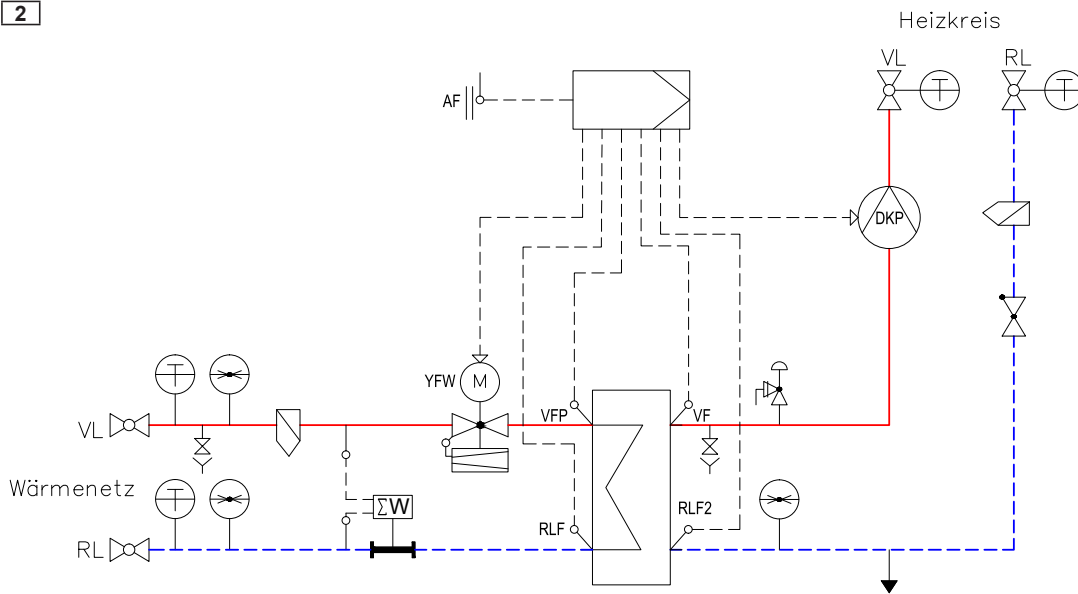 2
Heizkreis
VL
RL
T
T
AF
DKP
T
YFW
M
VFP
VF
VL
Wärmenetz
T
ΣW
RLF
RLF2
RL